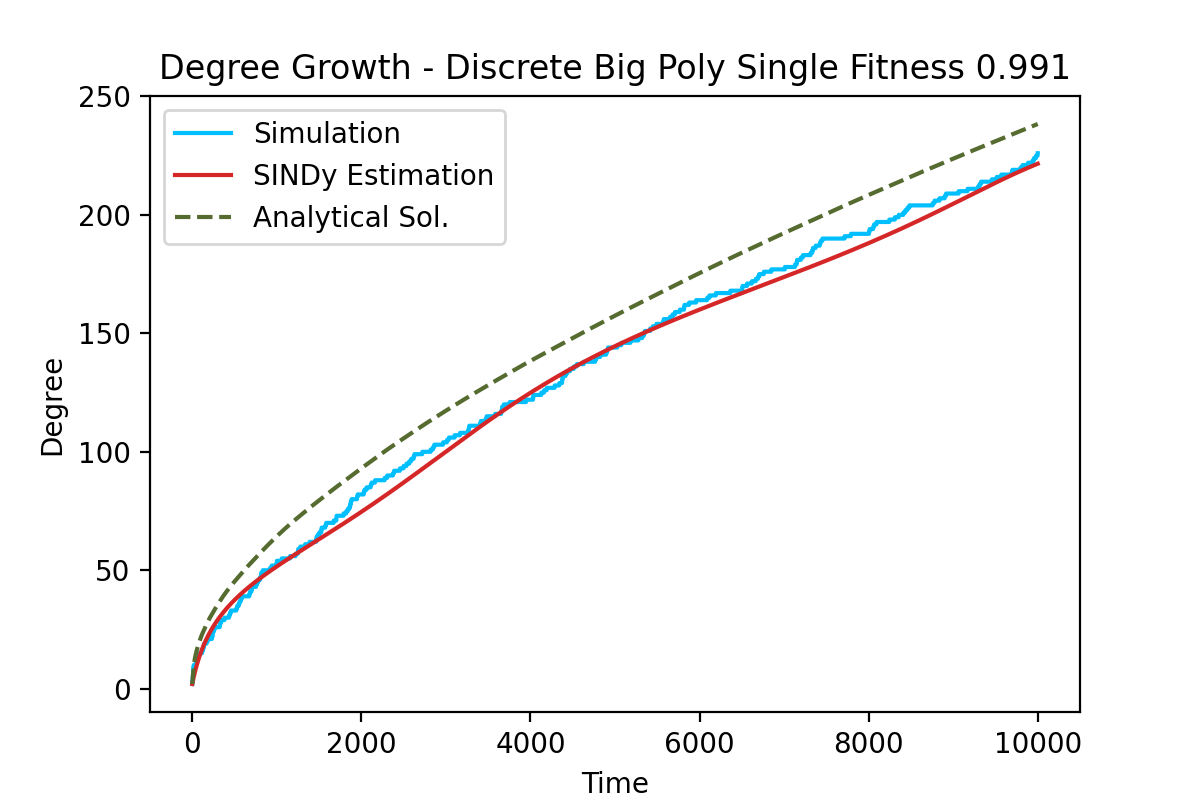 Degree Growth - Discrete Big Poly Single Fitness 0.991
250
200
150
100
50
0
Degree
Simulation
SINDy Estimation
Analytical Sol.
0 2000 4000 6000 8000 10000
Time